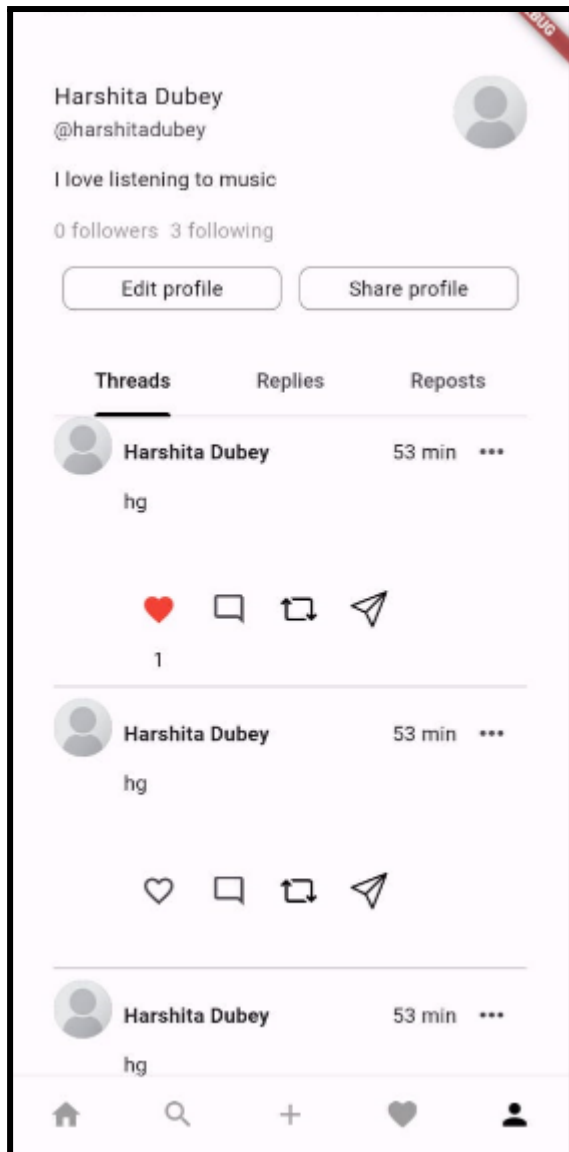 Harshita Dubey
@harshitadubey
I love listening to music
0 followers 3 following
Edit profile Share profile
Threads Replies Reposts
Harshita Dubey 53 min
hg
1
Harshita Dubey 53 min
hg
Harshita Dubey 53 min
hg